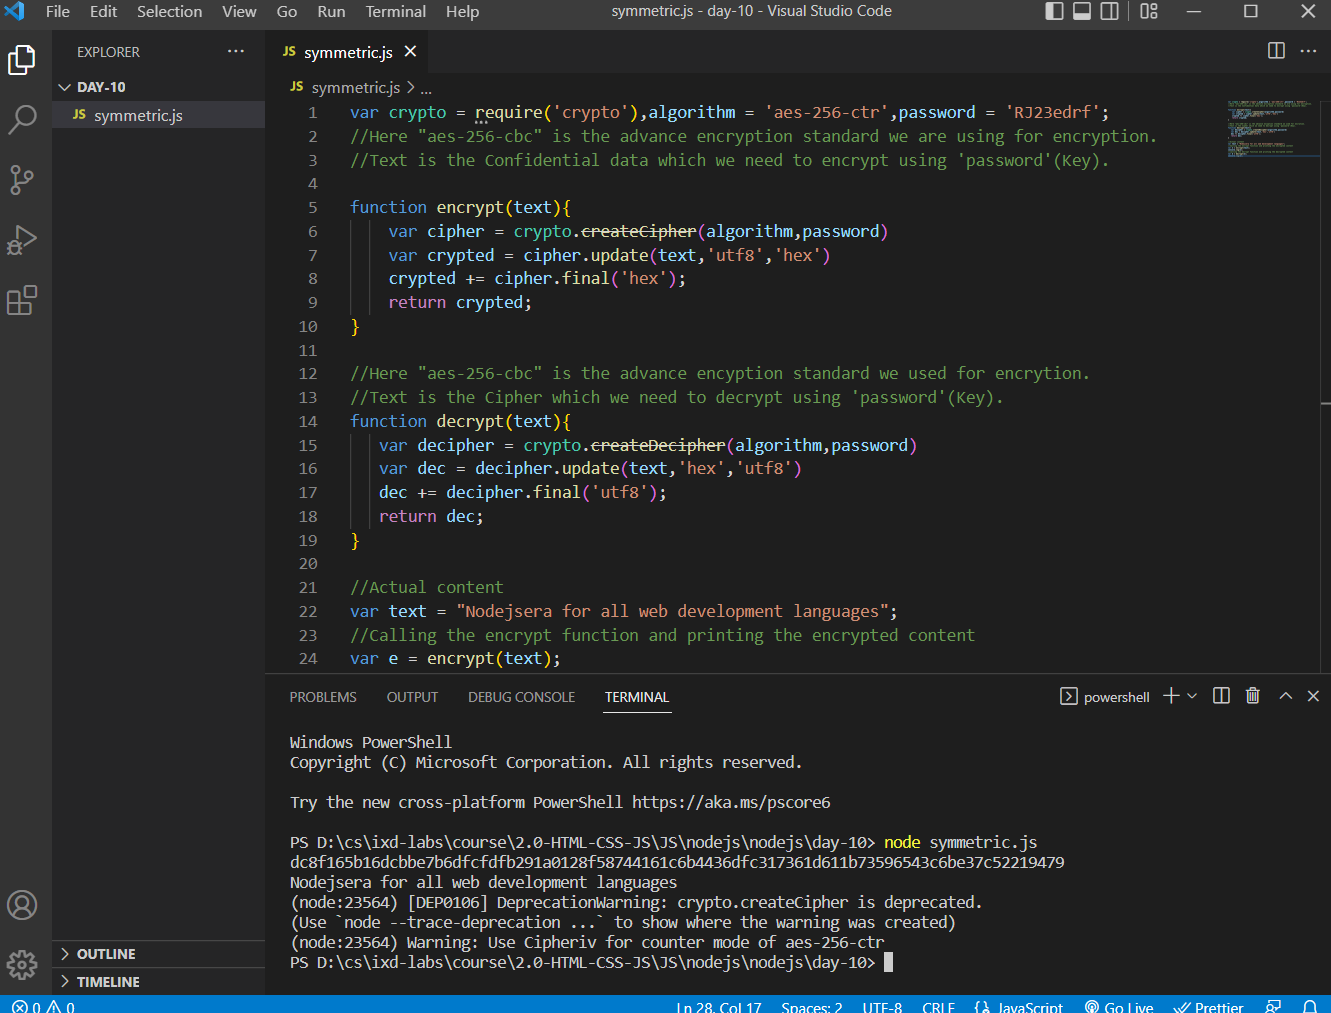 File Edit Selection View Go Run Terminal Help symmetric.js - day-10 - Visual Studio Code
EXPLORER ...
JS symmetric.js
DAY-10
JS symmetric.js
JS symmetric.js > ...
1 var crypto = require('crypto'),algorithm = 'aes-256-ctr',password = 'RJ23edrf';
2 //Here "aes-256-cbc" is the advance encryption standard we are using for encryption.
3 //Text is the Confidential data which we need to encrypt using 'password'(Key).
4
5 function encrypt(text){
6 var cipher = crypto.createCipher(algorithm,password)
7 var crypted = cipher.update(text,'utf8','hex')
8 crypted += cipher.final('hex');
9 return crypted;
10 }
11
12 //Here "aes-256-cbc" is the advance encyption standard we used for encrytion.
13 //Text is the Cipher which we need to decrypt using 'password'(Key).
14 function decrypt(text){
15 var decipher = crypto.createDecipher(algorithm,password)
16 var dec = decipher.update(text,'hex','utf8')
17 dec += decipher.final('utf8');
18 return dec;
19 }
20
21 //Actual content
22 var text = "Nodejsera for all web development languages";
23 //Calling the encrypt function and printing the encrypted content
24 var e = encrypt(text);
PROBLEMS OUTPUT DEBUG CONSOLE TERMINAL powershell
Windows PowerShell
Copyright (C) Microsoft Corporation. All rights reserved.
Try the new cross-platform PowerShell https://aka.ms/pscore6
PS D:\cs\ixd-labs\course\2.0-HTML-CSS-JS\JS\nodejs\nodejs\day-10> node symmetric.js
dc8f165b16dcbbe7b6dfcfdfb291a0128f58744161c6b4436dfc317361d611b73596543c6be37c52219479
Nodejsera for all web development languages
(node:23564) [DEP0106] DeprecationWarning: crypto.createCipher is deprecated.
(Use `node --trace-deprecation ...` to show where the warning was created)
(node:23564) Warning: Use Cipheriv for counter mode of aes-256-ctr
PS D:\cs\ixd-labs\course\2.0-HTML-CSS-JS\JS\nodejs\nodejs\day-10>
OUTLINE
TIMELINE
0 0 Ln 28, Col 17 Spaces: 2 UTF-8 CRLF JavaScript Go Live Prettier